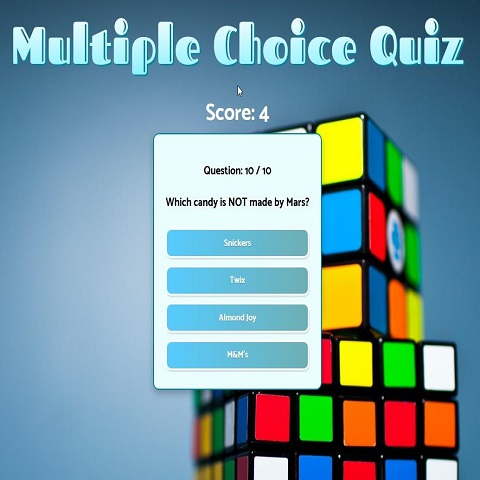 Multiple Choice Quiz
Score: 4
Question: 10 / 10
Which candy is NOT made by Mars?
Snickers
Twix
Almond Joy
M&M's